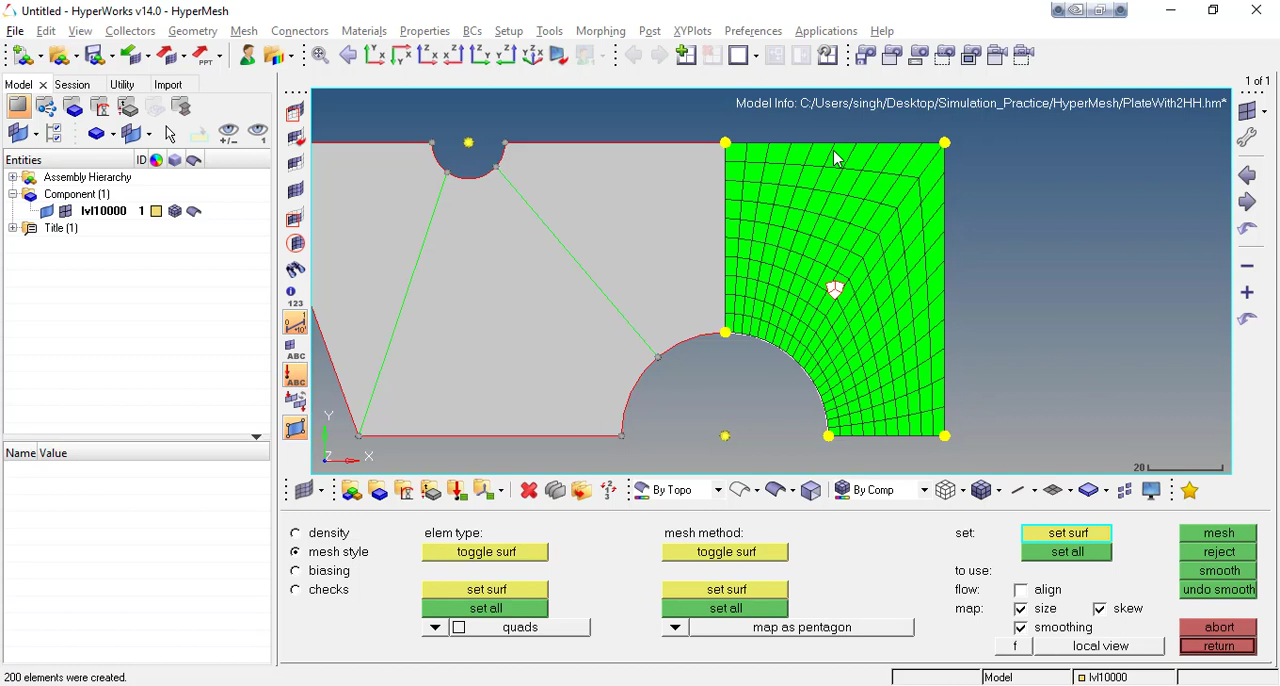 Untitled - HyperWorks v14.0 - HyperMesh
File Edit View Collectors Geometry Mesh Connectors Materials Properties BCs Setup Tools Morphing Post XYPlots Preferences Applications Help
Model Session Utility Import
Entities ID
Assembly Hierarchy
Component (1)
lvl10000 1
Title (1)
Name Value
1 of 1
Model Info: C:/Users/singh/Desktop/Simulation_Practice/HyperMesh/PlateWith2HH.hm*
123
ABC
ABC
Y
Z X
20
By Topo
By Comp
density
mesh style
biasing
checks
elem type:
toggle surf
set surf
set all
quads
mesh method:
toggle surf
set surf
set all
map as pentagon
set: set surf
set all
to use:
flow: align
map: size skew
smoothing
f local view
mesh
reject
smooth
undo smooth
abort
return
200 elements were created.
Model
lvl10000